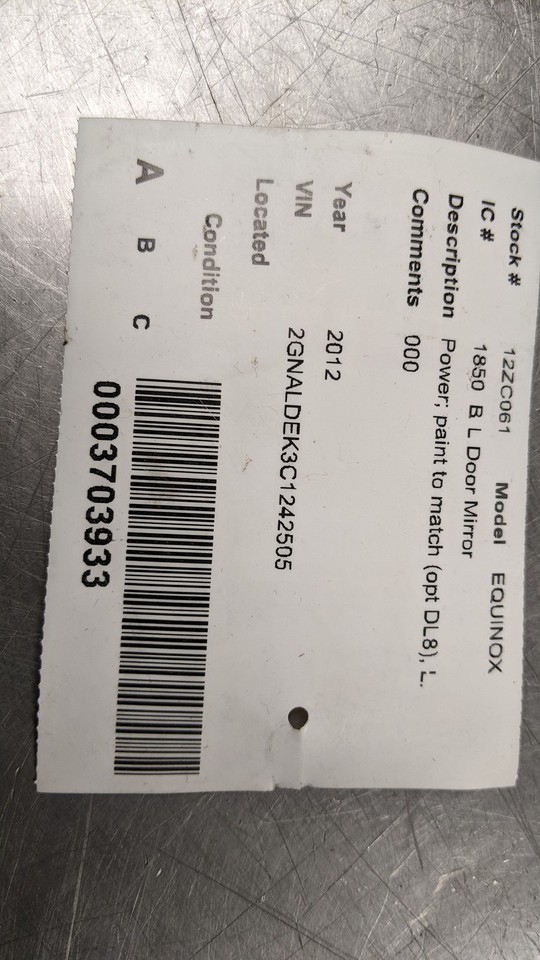 Stock # 12ZC061 Model EQUINOX
IC # 1850 B L Door Mirror
Description Power; paint to match (opt DL8), L.
Comments 000
Year 2012
VIN 2GNALDEK3C1242505
Located
Condition
A B C
0003703933